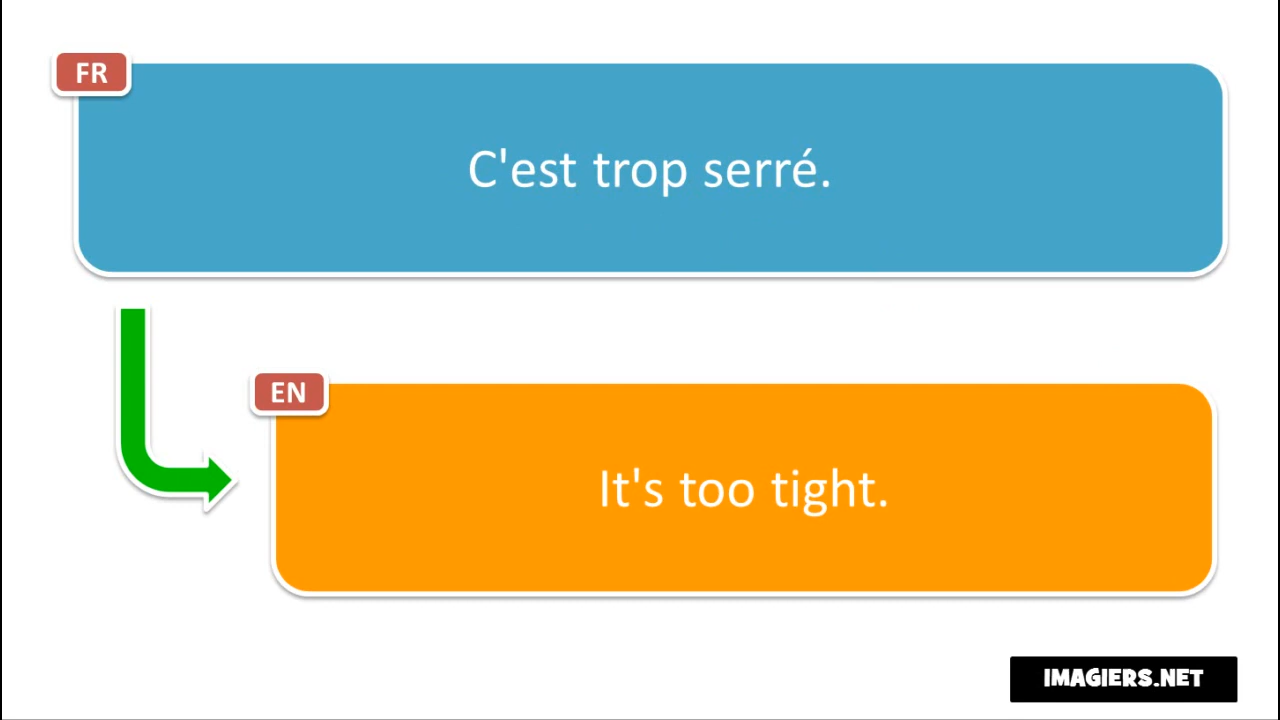 FR
C'est trop serré.
EN
It's too tight.
IMAGIERS.NET